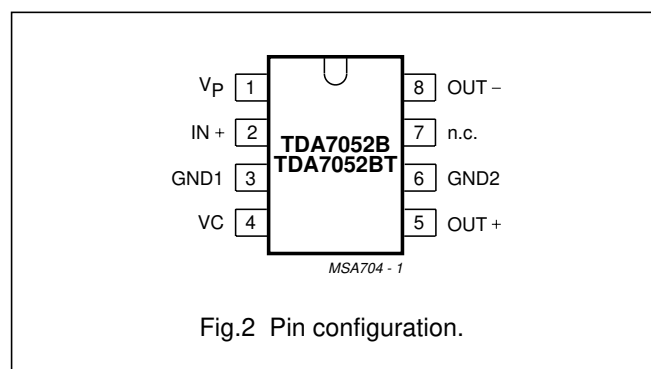 VP 1 8 OUT −
IN + 2 7 n.c.
TDA7052B
TDA7052BT
GND1 3 6 GND2
VC 4 5 OUT +
MSA704 - 1
Fig.2 Pin configuration.